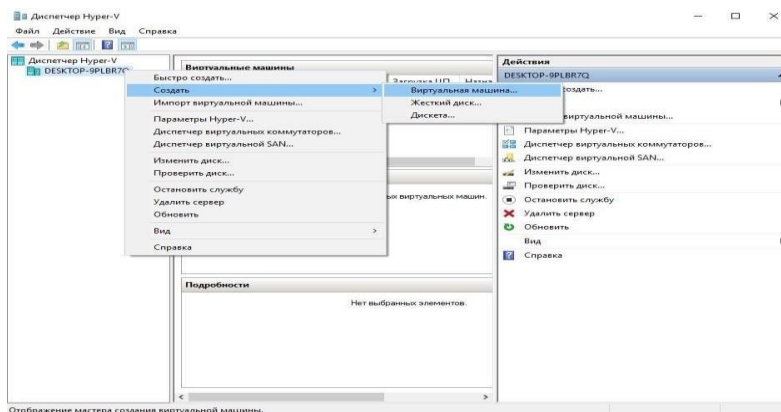 Диспетчер Hyper-V
Файл Действие Вид Справка
Диспетчер Hyper-V
DESKTOP-9PLBR7Q
Быстро создать...
Создать
Импорт виртуальной машины...
Параметры Hyper-V...
Диспетчер виртуальных коммутаторов...
Диспетчер виртуальной SAN...
Изменить диск...
Проверить диск...
Остановить службу
Удалить сервер
Обновить
Вид
Справка
Виртуальные машины
Загрузка ЦП Назна
Виртуальная машина...
Жесткий диск...
Дискета...
ых виртуальных машин.
Подробности
Нет выбранных элементов.
Действия
DESKTOP-9PLBR7Q
создать...
виртуальной машины...
Параметры Hyper-V...
Диспетчер виртуальных коммутаторов...
Диспетчер виртуальной SAN...
Изменить диск...
Проверить диск...
Остановить службу
Удалить сервер
Обновить
Вид
Справка
Отображение мастера создания виртуальной машины.